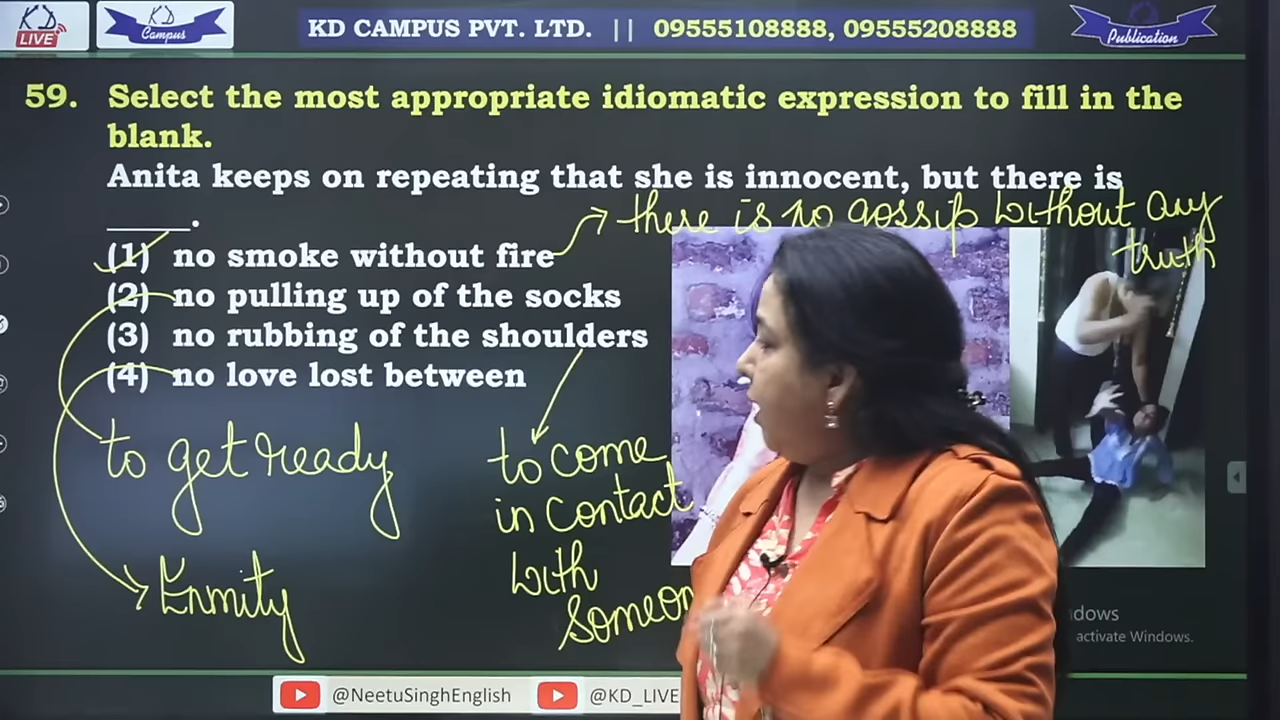 KD
LIVE
KD
Campus
KD CAMPUS PVT. LTD. || 09555108888, 09555208888
Publication
59. Select the most appropriate idiomatic expression to fill in the
blank.
Anita keeps on repeating that she is innocent, but there is
______.
there is no gossip without any
truth
(1) no smoke without fire
(2) no pulling up of the socks
(3) no rubbing of the shoulders
(4) no love lost between
to get ready
to come
in contact
with
someon
Enmity
dows
activate Windows.
@NeetuSinghEnglish
@KD_LIVE